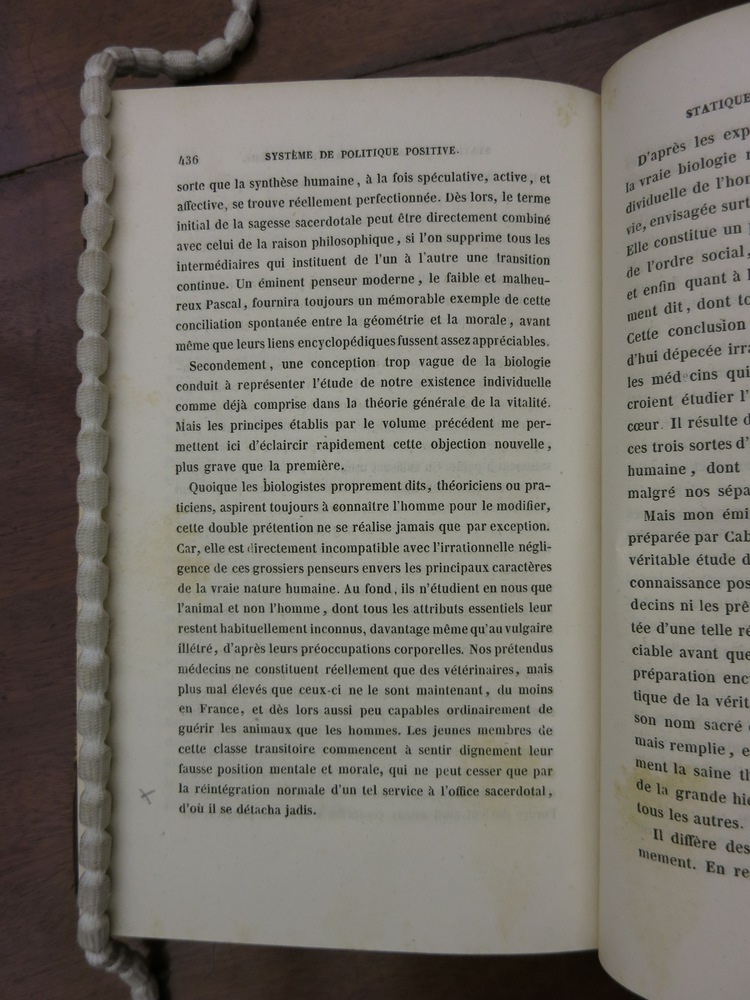 436 SYSTÈME DE POLITIQUE POSITIVE.
sorte que la synthèse humaine, à la fois spéculative, active, et
affective, se trouve réellement perfectionnée. Dès lors, le terme
initial de la sagesse sacerdotale peut être directement combiné
avec celui de la raison philosophique, si l'on supprime tous les
intermédiaires qui instituent de l'un à l'autre une transition
continue. Un éminent penseur moderne, le faible et malheu-
reux Pascal, fournira toujours un mémorable exemple de cette
conciliation spontanée entre la géométrie et la morale, avant
même que leurs liens encyclopédiques fussent assez appréciables.
Secondement, une conception trop vague de la biologie
conduit à représenter l'étude de notre existence individuelle
comme déjà comprise dans la théorie générale de la vitalité.
Mais les principes établis par le volume précédent me per-
mettent ici d'éclaircir rapidement cette objection nouvelle,
plus grave que la première.
Quoique les biologistes proprement dits, théoriciens ou pra-
ticiens, aspirent toujours à connaître l'homme pour le modifier,
cette double prétention ne se réalise jamais que par exception.
Car, elle est directement incompatible avec l'irrationnelle négli-
gence de ces grossiers penseurs envers les principaux caractères
de la vraie nature humaine. Au fond, ils n'étudient en nous que
l'animal et non l'homme, dont tous les attributs essentiels leur
restent habituellement inconnus, davantage même qu'au vulgaire
illétré, d'après leurs préoccupations corporelles. Nos prétendus
médecins ne constituent réellement que des vétérinaires, mais
plus mal élevés que ceux-ci ne le sont maintenant, du moins
en France, et dès lors aussi peu capables ordinairement de
guérir les animaux que les hommes. Les jeunes membres de
cette classe transitoire commencent à sentir dignement leur
fausse position mentale et morale, qui ne peut cesser que par
la réintégration normale d'un tel service à l'office sacerdotal,
d'où il se détacha jadis.
STATIQUE
D'après les exp
la vraie biologie
dividuelle de l'hom
vie, envisagée surt
Elle constitue un
de l'ordre social,
et enfin quant à l
ment dit, dont to
Cette conclusion
d'hui dépecée irra
les médecins qui
croient étudier l'
cœur. Il résulte d
ces trois sortes d'
humaine, dont
malgré nos sépa
Mais mon émi
préparée par Cab
véritable étude d
connaissance pos
decins ni les prê
tée d'une telle ré
ciable avant que
préparation ency
tique de la vérit
son nom sacré
mais remplie, e
ment la saine th
de la grande hié
tous les autres.
Il diffère des
mement. En re